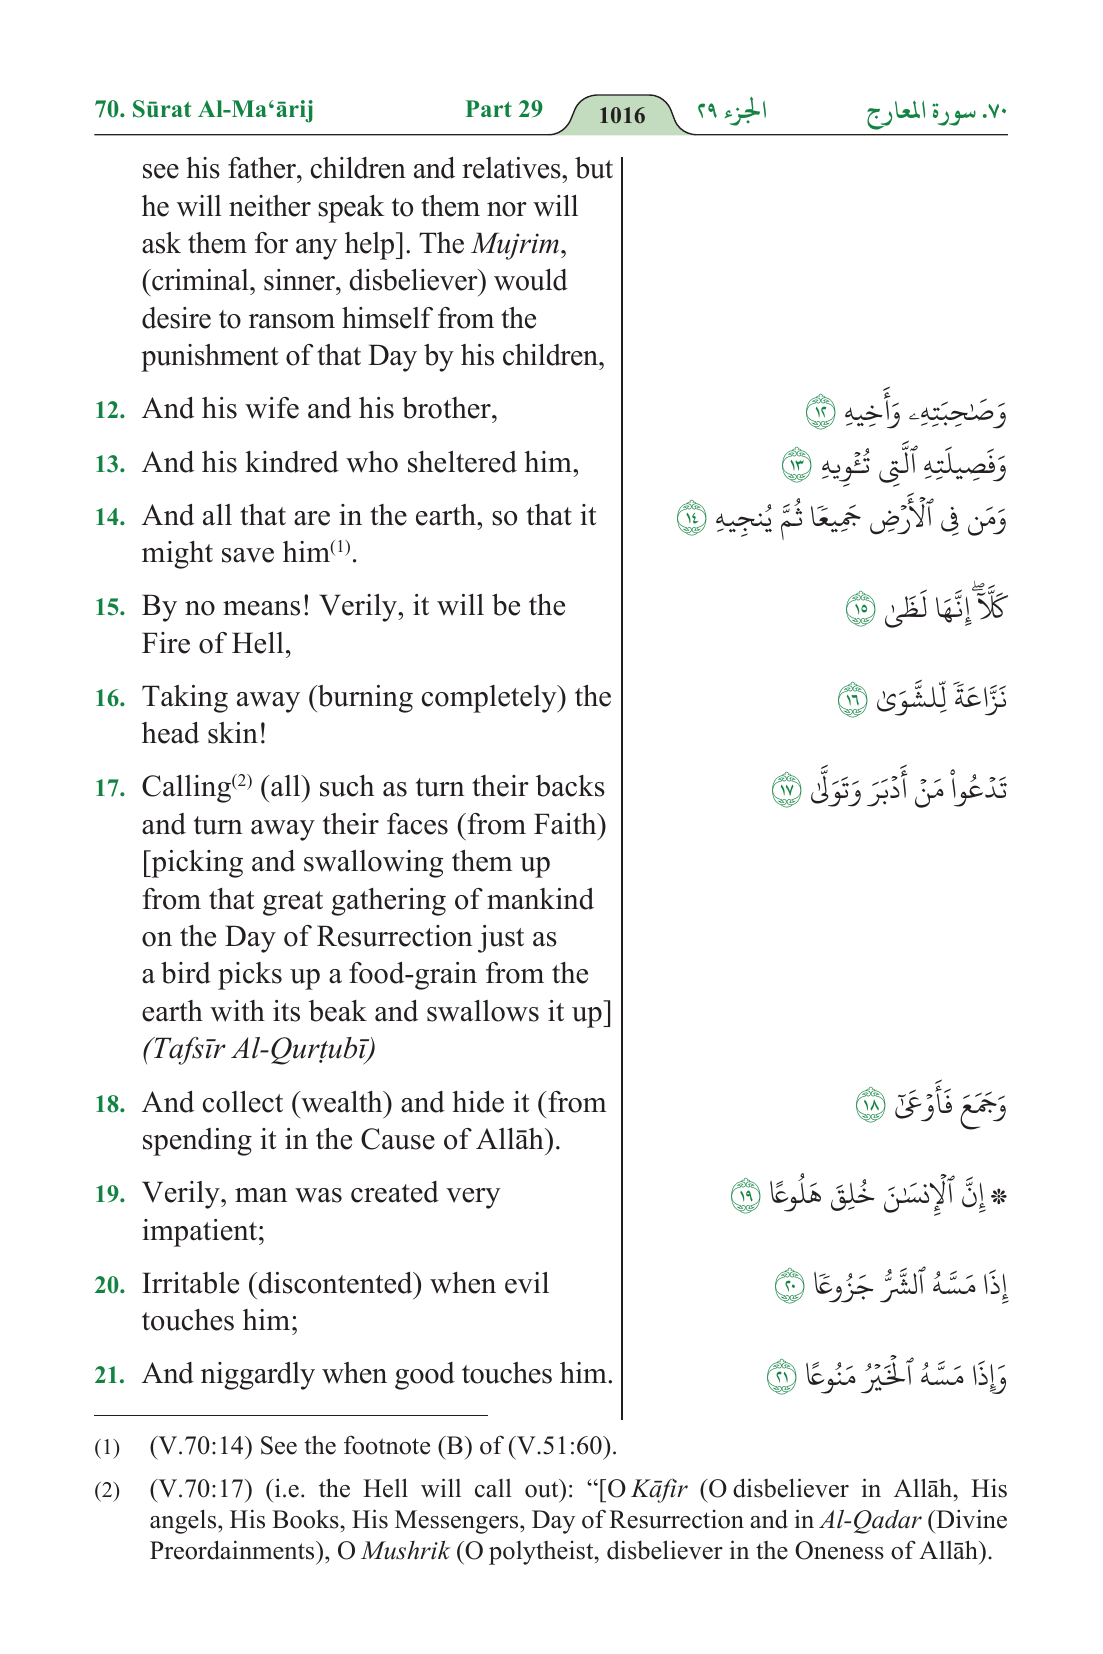 70. Sūrat Al-Ma‘ārij Part 29 1016 الجزء ٢٩ ٧٠. سورة المعارج
see his father, children and relatives, but
he will neither speak to them nor will
ask them for any help]. The Mujrim,
(criminal, sinner, disbeliever) would
desire to ransom himself from the
punishment of that Day by his children,
12. And his wife and his brother,
وَصَٰحِبَتِهِۦ وَأَخِيهِ ١٢
13. And his kindred who sheltered him,
وَفَصِيلَتِهِ ٱلَّتِى تُـْٔوِيهِ ١٣
14. And all that are in the earth, so that it
might save him(1).
وَمَن فِى ٱلْأَرْضِ جَمِيعًا ثُمَّ يُنجِيهِ ١٤
15. By no means! Verily, it will be the
Fire of Hell,
كَلَّآ ۖ إِنَّهَا لَظَىٰ ١٥
16. Taking away (burning completely) the
head skin!
نَزَّاعَةً لِّلشَّوَىٰ ١٦
17. Calling(2) (all) such as turn their backs
and turn away their faces (from Faith)
[picking and swallowing them up
from that great gathering of mankind
on the Day of Resurrection just as
a bird picks up a food-grain from the
earth with its beak and swallows it up]
(Tafsīr Al-Qurṭubī)
تَدْعُوا۟ مَنْ أَدْبَرَ وَتَوَلَّىٰ ١٧
18. And collect (wealth) and hide it (from
spending it in the Cause of Allāh).
وَجَمَعَ فَأَوْعَىٰٓ ١٨
19. Verily, man was created very
impatient;
✽ إِنَّ ٱلْإِنسَٰنَ خُلِقَ هَلُوعًا ١٩
20. Irritable (discontented) when evil
touches him;
إِذَا مَسَّهُ ٱلشَّرُّ جَزُوعًا ٢٠
21. And niggardly when good touches him.
وَإِذَا مَسَّهُ ٱلْخَيْرُ مَنُوعًا ٢١
(1) (V.70:14) See the footnote (B) of (V.51:60).
(2) (V.70:17) (i.e. the Hell will call out): “[O Kāfir (O disbeliever in Allāh, His
angels, His Books, His Messengers, Day of Resurrection and in Al-Qadar (Divine
Preordainments), O Mushrik (O polytheist, disbeliever in the Oneness of Allāh).